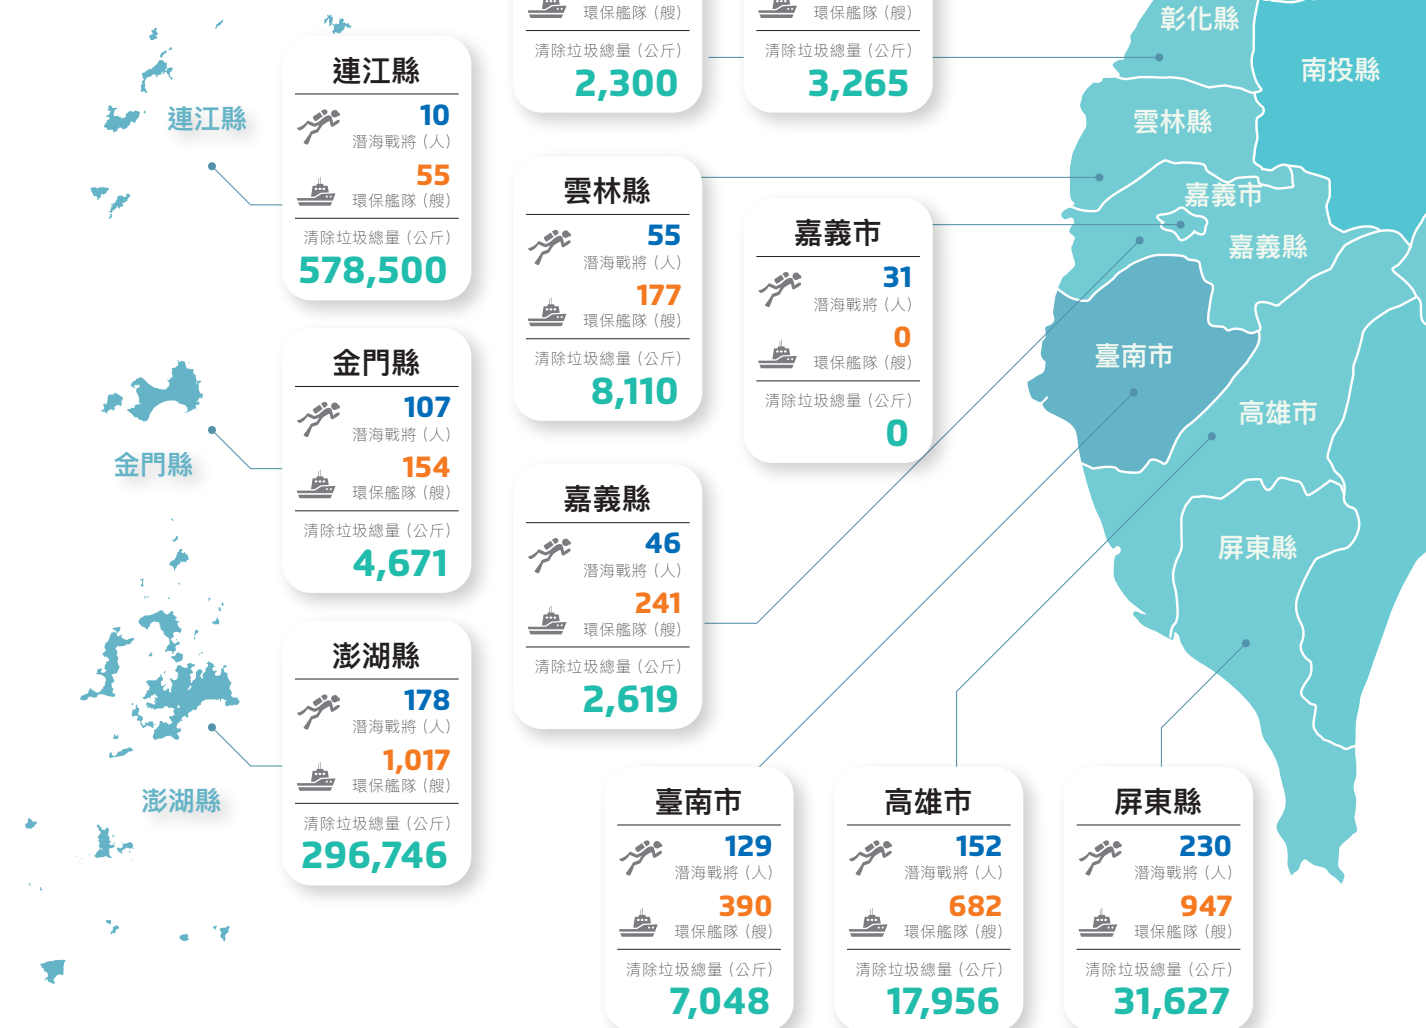 環保艦隊 (艘)
清除垃圾總量 (公斤)
2,300
環保艦隊 (艘)
清除垃圾總量 (公斤)
3,265
彰化縣
南投縣
雲林縣
嘉義市
嘉義縣
臺南市
高雄市
屏東縣
連江縣
連江縣
10
潛海戰將 (人)
55
環保艦隊 (艘)
清除垃圾總量 (公斤)
578,500
金門縣
金門縣
107
潛海戰將 (人)
154
環保艦隊 (艘)
清除垃圾總量 (公斤)
4,671
澎湖縣
澎湖縣
178
潛海戰將 (人)
1,017
環保艦隊 (艘)
清除垃圾總量 (公斤)
296,746
雲林縣
55
潛海戰將 (人)
177
環保艦隊 (艘)
清除垃圾總量 (公斤)
8,110
嘉義市
31
潛海戰將 (人)
0
環保艦隊 (艘)
清除垃圾總量 (公斤)
0
嘉義縣
46
潛海戰將 (人)
241
環保艦隊 (艘)
清除垃圾總量 (公斤)
2,619
臺南市
129
潛海戰將 (人)
390
環保艦隊 (艘)
清除垃圾總量 (公斤)
7,048
高雄市
152
潛海戰將 (人)
682
環保艦隊 (艘)
清除垃圾總量 (公斤)
17,956
屏東縣
230
潛海戰將 (人)
947
環保艦隊 (艘)
清除垃圾總量 (公斤)
31,627